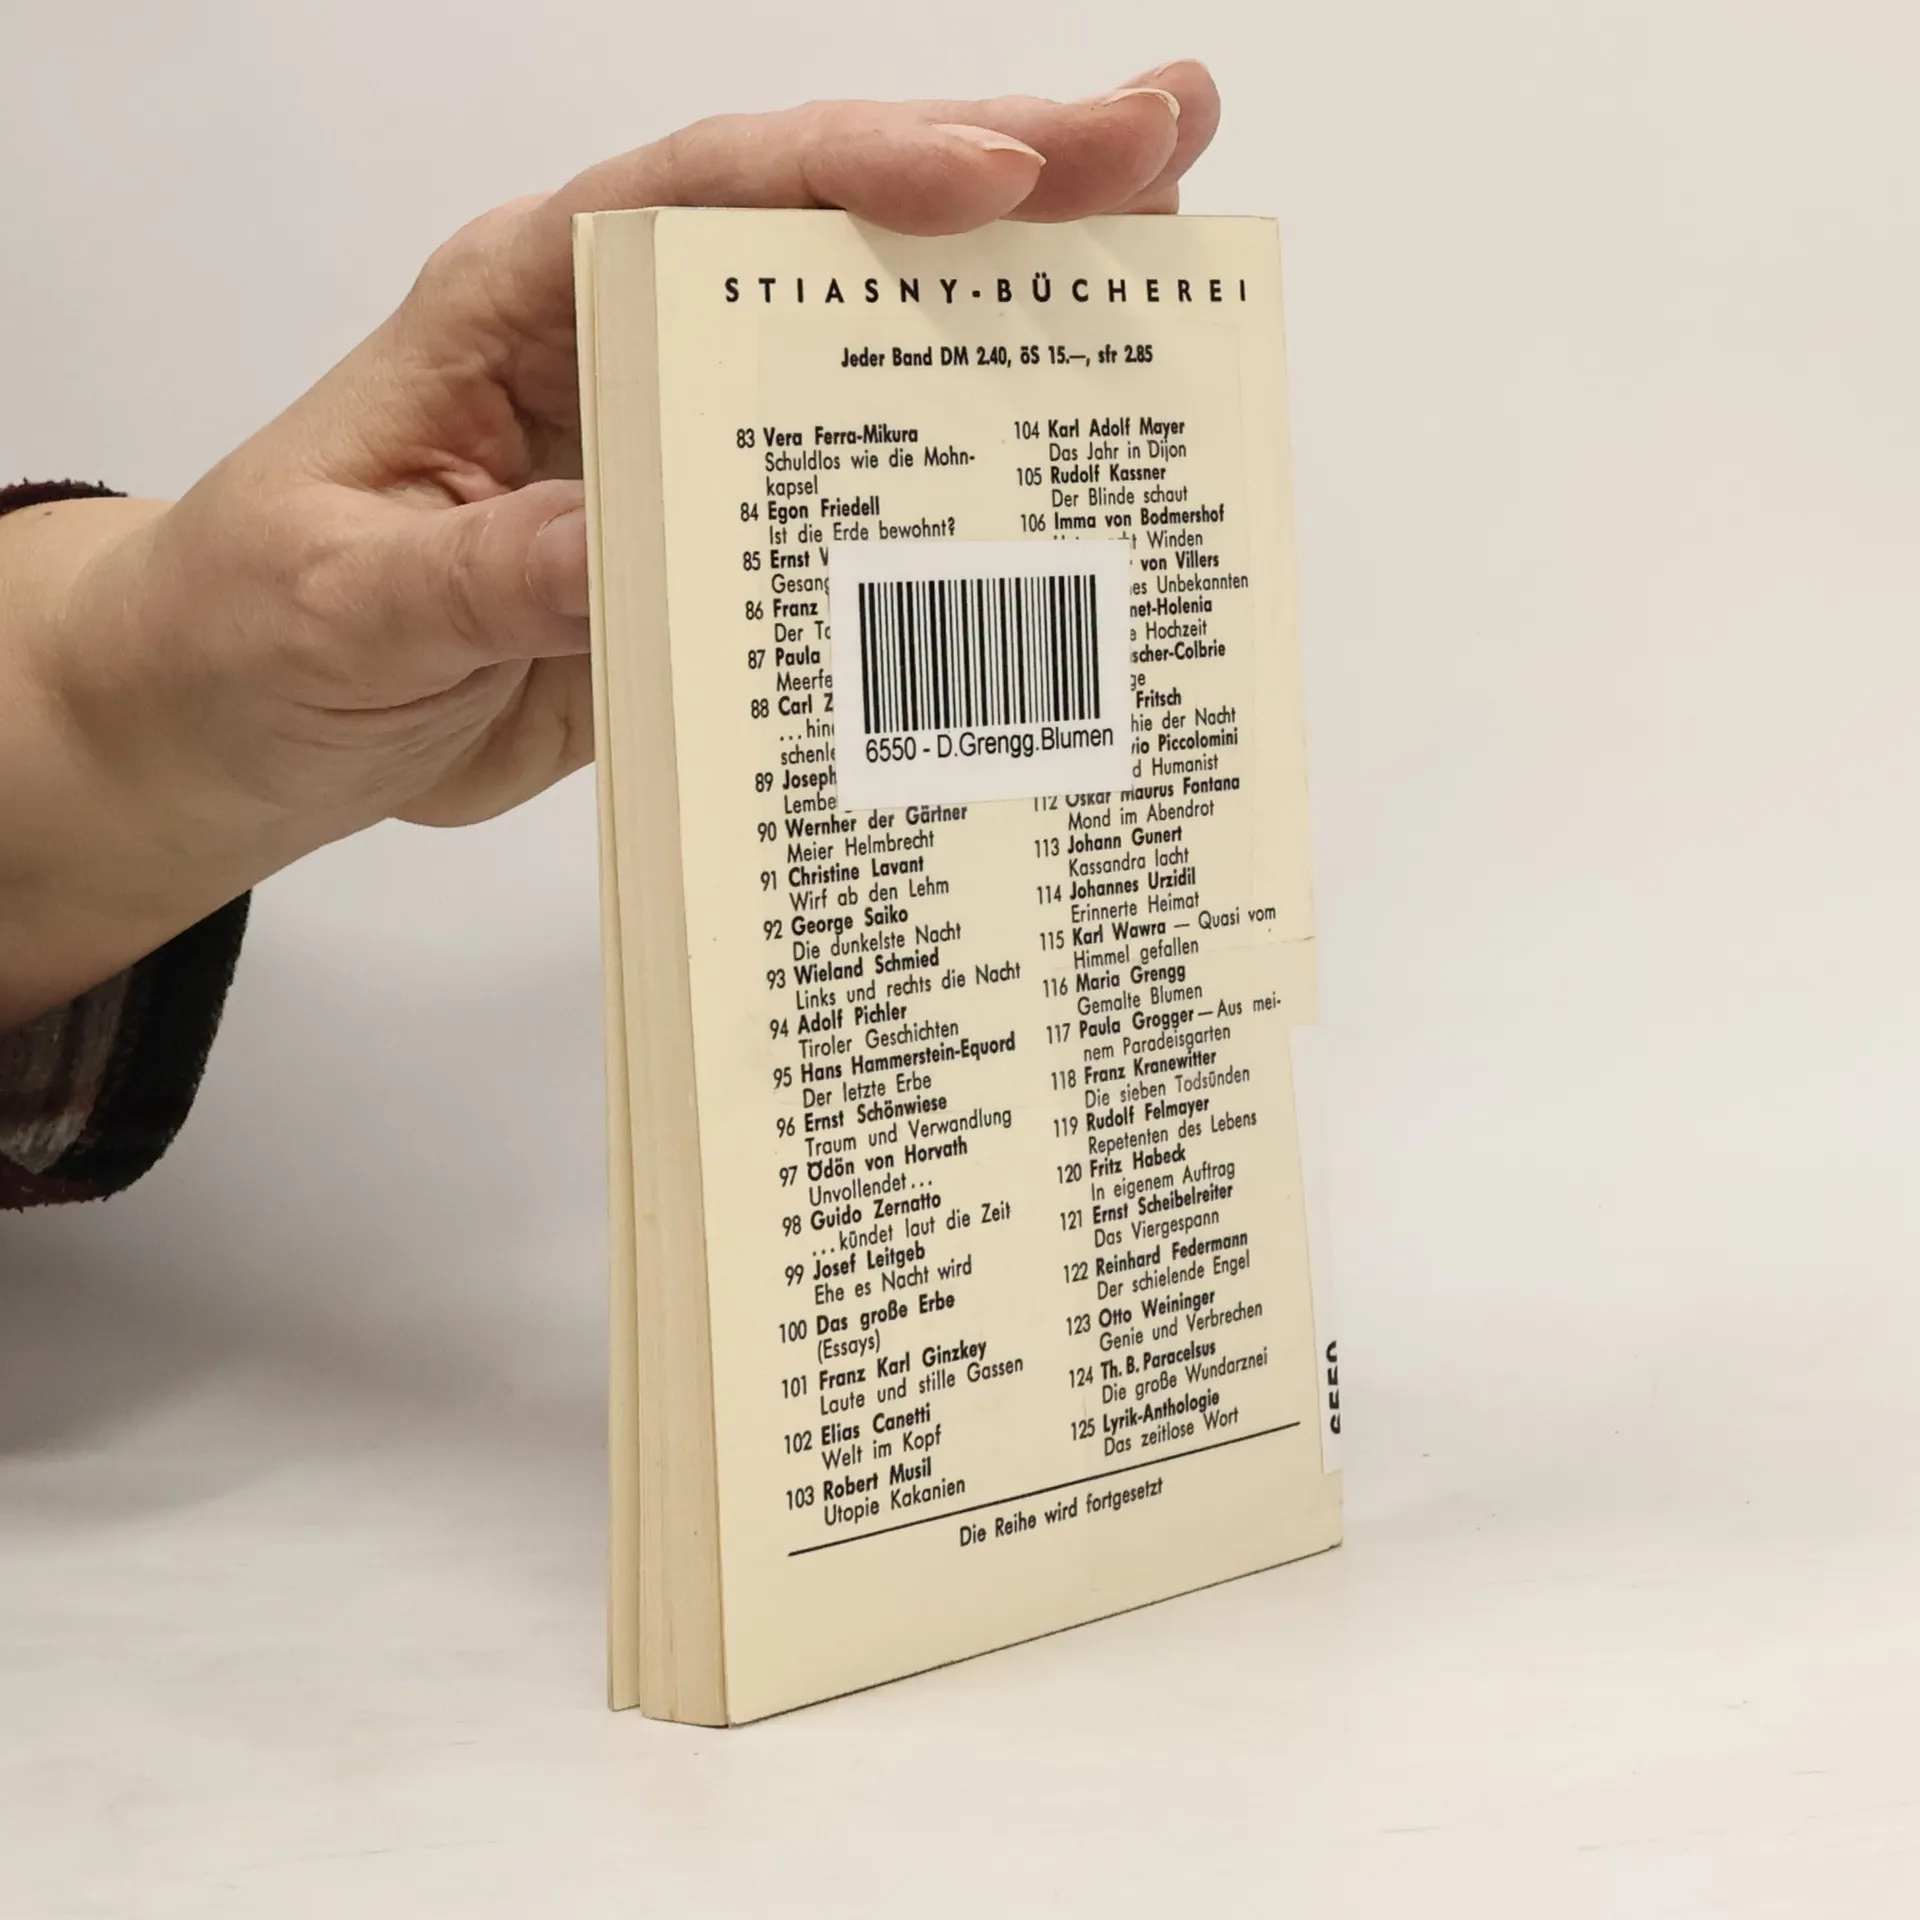 STIASNY-BÜCHEREI
Jeder Band DM 2.40, öS 15.—, sfr 2.85
83 Vera Ferra-Mikura
Schuldlos wie die Mohn-
kapsel
84 Egon Friedell
Ist die Erde bewohnt?
85 Ernst
86 Franz
Der
87 Paula
88 Carl
89 Joseph
90 Wernher der Gärtner
Meier Helmbrecht
91 Christine Lavant
Wirf ab den Lehm
92 George Saiko
Die dunkelste Nacht
93 Wieland Schmied
Links und rechts die Nacht
94 Adolf Pichler
Tiroler Geschichten
95 Hans Hammerstein-Equord
Der letzte Erbe
96 Ernst Schönwiese
Traum und Verwandlung
97 Ödön von Horvath
Unvollendet...
98 Guido Zernatto
...kündet laut die Zeit
99 Josef Leitgeb
Ehe es Nacht wird
100 Das große Erbe
(Essays)
101 Franz Karl Ginzkey
Laute und stille Gassen
102 Elias Canetti
Welt im Kopf
103 Robert Musil
Utopie Kakanien
104 Karl Adolf Mayer
Das Jahr in Dijon
105 Rudolf Kassner
Der Blinde schaut
106 Imma von Bodmershof
Winden
von Villers
Unbekannten
Hochzeit
Fritsch
der Nacht
Piccolomini
Humanist
112 Oskar Maurus Fontana
Mond im Abendrot
113 Johann Gunert
Kassandra lacht
114 Johannes Urzidil
Erinnerte Heimat
115 Karl Wawra — Quasi vom
Himmel gefallen
116 Maria Grengg
Gemalte Blumen
117 Paula Grogger — Aus mei-
nem Paradeisgarten
118 Franz Kranewitter
Die sieben Todsünden
119 Rudolf Felmayer
Repetenten des Lebens
120 Fritz Habeck
In eigenem Auftrag
121 Ernst Scheibelreiter
Das Viergespann
122 Reinhard Federmann
Der schielende Engel
123 Otto Weininger
Genie und Verbrechen
124 Th. B. Paracelsus
Die große Wundarznei
125 Lyrik-Anthologie
Das zeitlose Wort
Die Reihe wird fortgesetzt
6550 - D.Grengg.Blumen